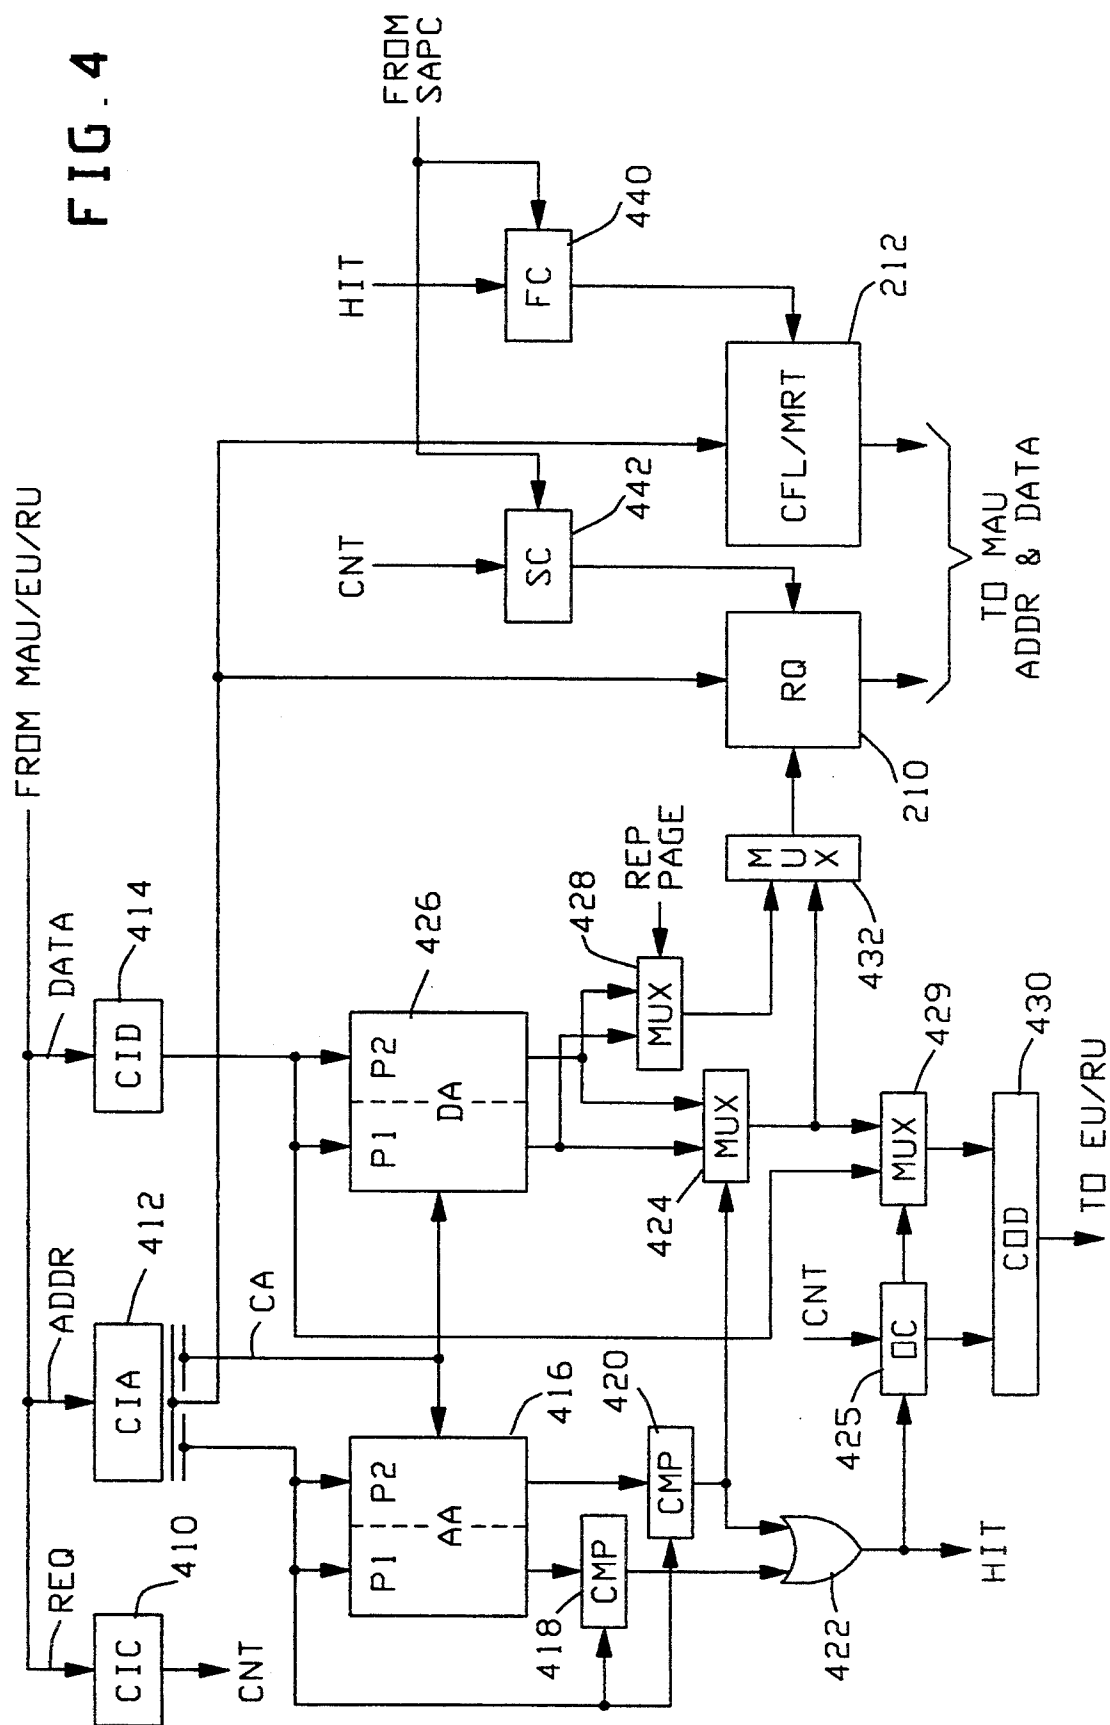 FIG. 4
FROM MAU/EU/RU
REQ
ADDR
DATA
CIC
410
CNT
CIA
412
CID
414
CA
P1
P2
AA
416
P1
P2
DA
426
CMP
418
CMP
420
422
HIT
MUX
424
MUX
428
REP
PAGE
CNT
OC
425
MUX
429
COD
430
TO EU/RU
MUX
432
RQ
210
CNT
SC
442
HIT
FC
440
FROM
SAPC
CFL/MRT
212
TO MAU
ADDR & DATA